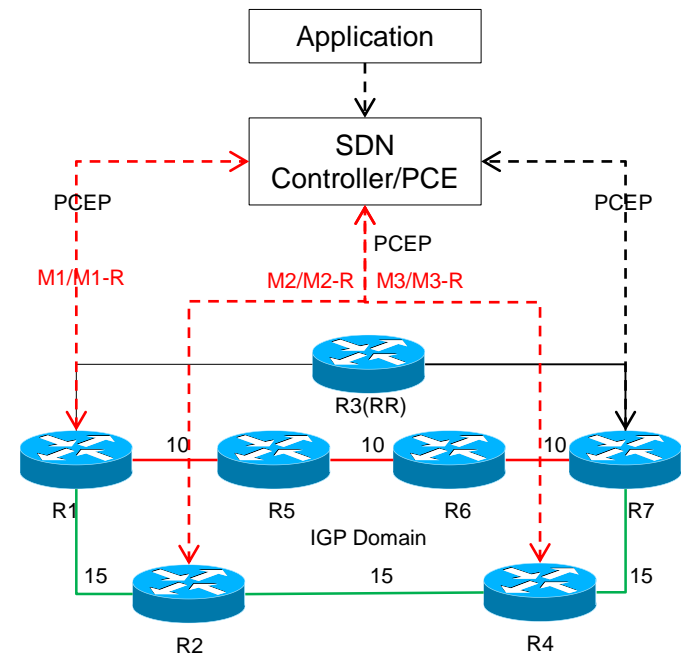 Application
SDN
Controller/PCE
PCEP
PCEP
PCEP
M1/M1-R
M2/M2-R
M3/M3-R
R3(RR)
10
10
10
R1
R5
R6
R7
IGP Domain
15
15
15
R2
R4